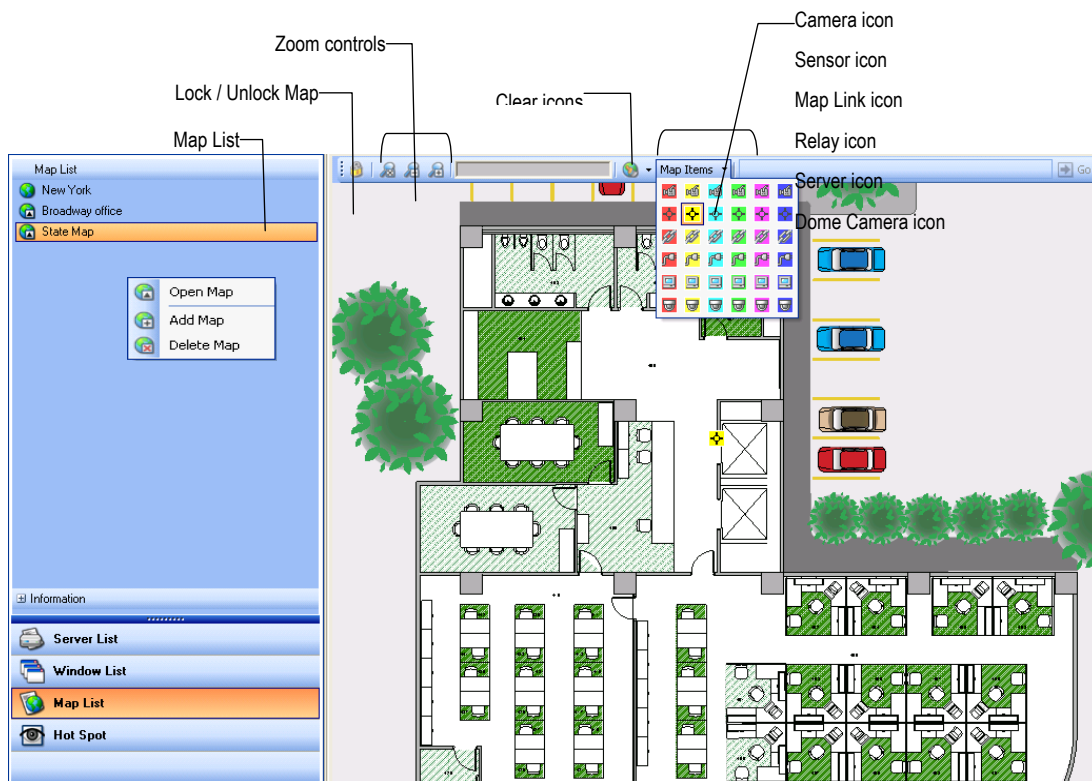 Camera icon
Zoom controls
Sensor icon
Lock / Unlock Map
Clear icons
Map Link icon
Map List
Relay icon
Server icon
Dome Camera icon
Map List
Map Items
Go
New York
Broadway office
State Map
Open Map
Add Map
Delete Map
Information
Server List
Window List
Map List
Hot Spot